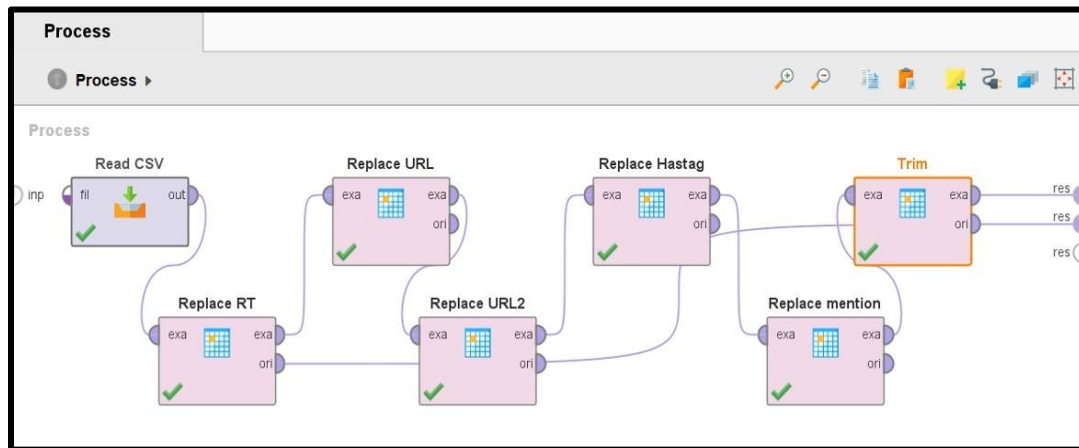 Process
Process
Process
Read CSV
inp
fil
out
Replace URL
exa
exa
ori
Replace Hastag
exa
exa
ori
Trim
exa
exa
ori
res
res
res
Replace RT
exa
exa
ori
Replace URL2
exa
exa
ori
Replace mention
exa
exa
ori